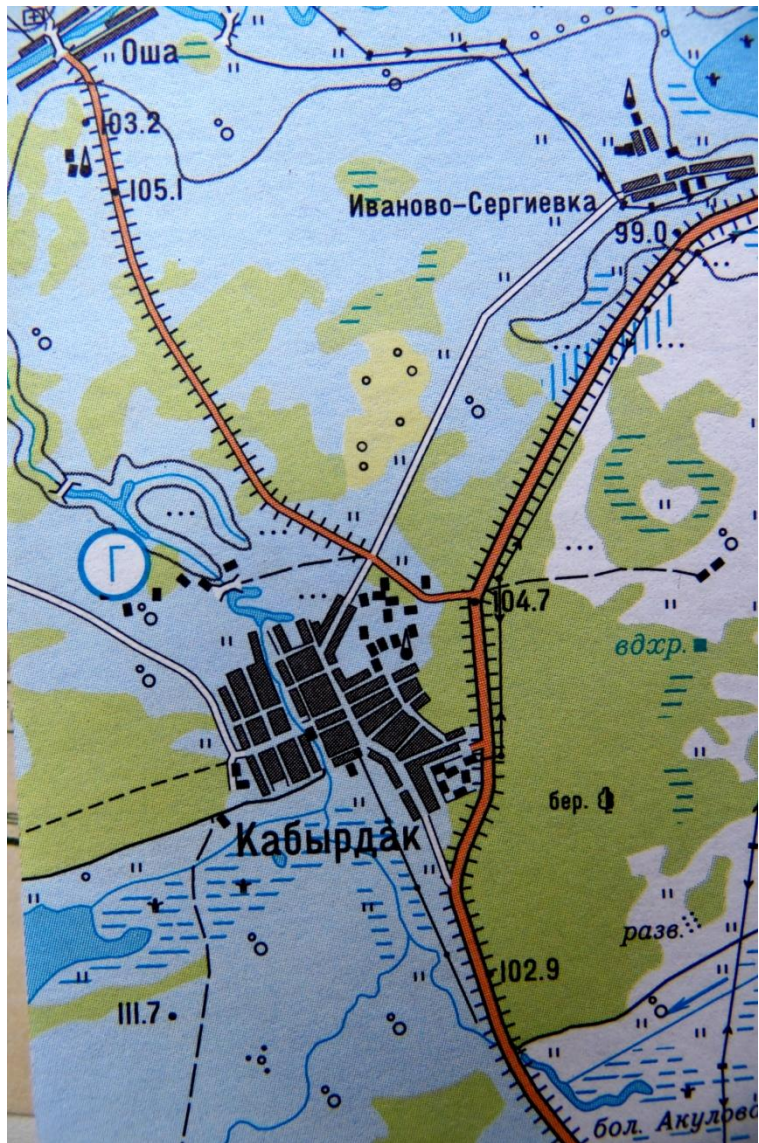 Оша
103.2
105.1
Иваново-Сергиевка
99.0
Г
104.7
вдхр.
бер.
Кабырдак
разв.
102.9
111.7
бол. Акулово